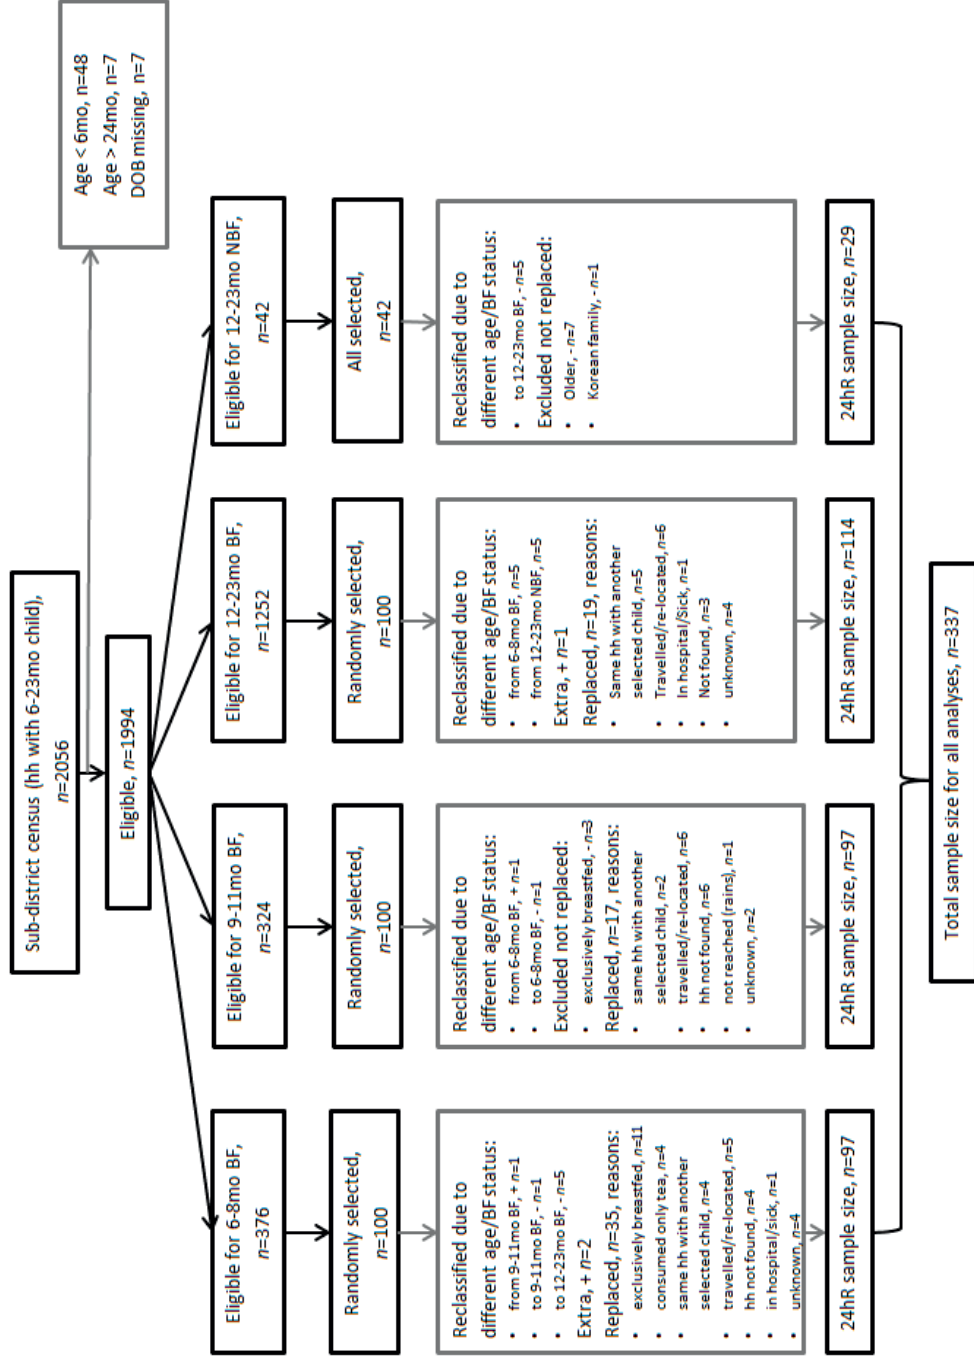 Sub-district census (hh with 6-23mo child),
n=2056
Age < 6mo, n=48
Age > 24mo, n=7
DOB missing, n=7
Eligible, n=1994
Eligible for 6-8mo BF,
n=376
Eligible for 9-11mo BF,
n=324
Eligible for 12-23mo BF,
n=1252
Eligible for 12-23mo NBF,
n=42
Randomly selected,
n=100
Randomly selected,
n=100
Randomly selected,
n=100
All selected,
n=42
Reclassified due to
different age/BF status:
• from 9-11mo BF, + n=1
• to 9-11mo BF, - n=1
• to 12-23mo BF, - n=5
Extra, + n=2
Replaced, n=35, reasons:
• exclusively breastfed, n=11
• consumed only tea, n=4
• same hh with another
selected child, n=4
• travelled/re-located, n=5
• hh not found, n=4
• in hospital/sick, n=1
• unknown, n=4
Reclassified due to
different age/BF status:
• from 6-8mo BF, + n=1
• to 6-8mo BF, - n=1
Excluded not replaced:
• exclusively breastfed, - n=3
Replaced, n=17, reasons:
• same hh with another
selected child, n=2
• travelled/re-located, n=6
• hh not found, n=6
• not reached (rains), n=1
• unknown, n=2
Reclassified due to
different age/BF status:
• from 6-8mo BF, n=5
• from 12-23mo NBF, n=5
Extra, + n=1
Replaced, n=19, reasons:
• Same hh with another
selected child, n=5
• Travelled/re-located, n=6
• In hospital/Sick, n=1
• Not found, n=3
• unknown, n=4
Reclassified due to
different age/BF status:
• to 12-23mo BF, - n=5
Excluded not replaced:
• Older, - n=7
• Korean family, - n=1
24hR sample size, n=97
24hR sample size, n=97
24hR sample size, n=114
24hR sample size, n=29
Total sample size for all analyses, n=337